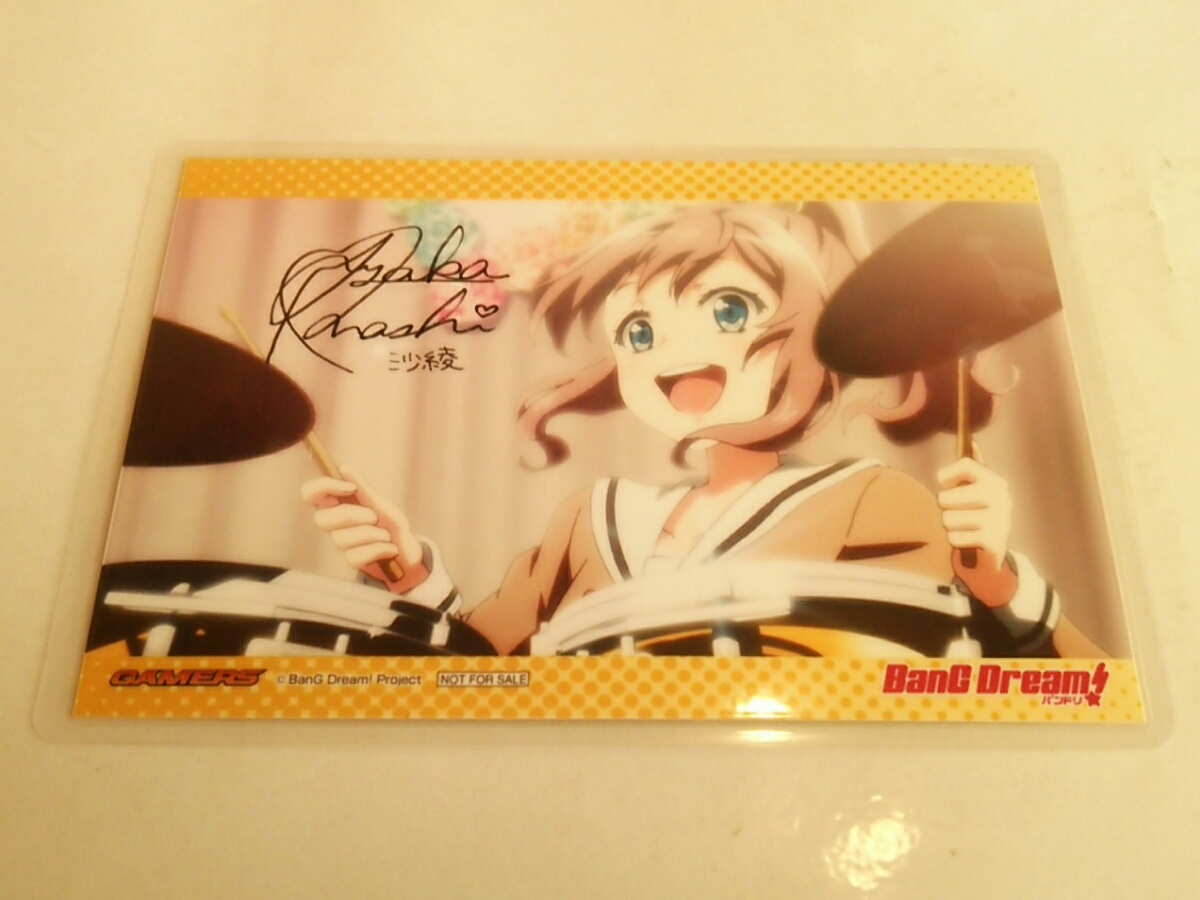 Ayaka
Ohashi
沙綾
GAMERS
© BanG Dream! Project
NOT FOR SALE
BanG Dream!
バンドリ